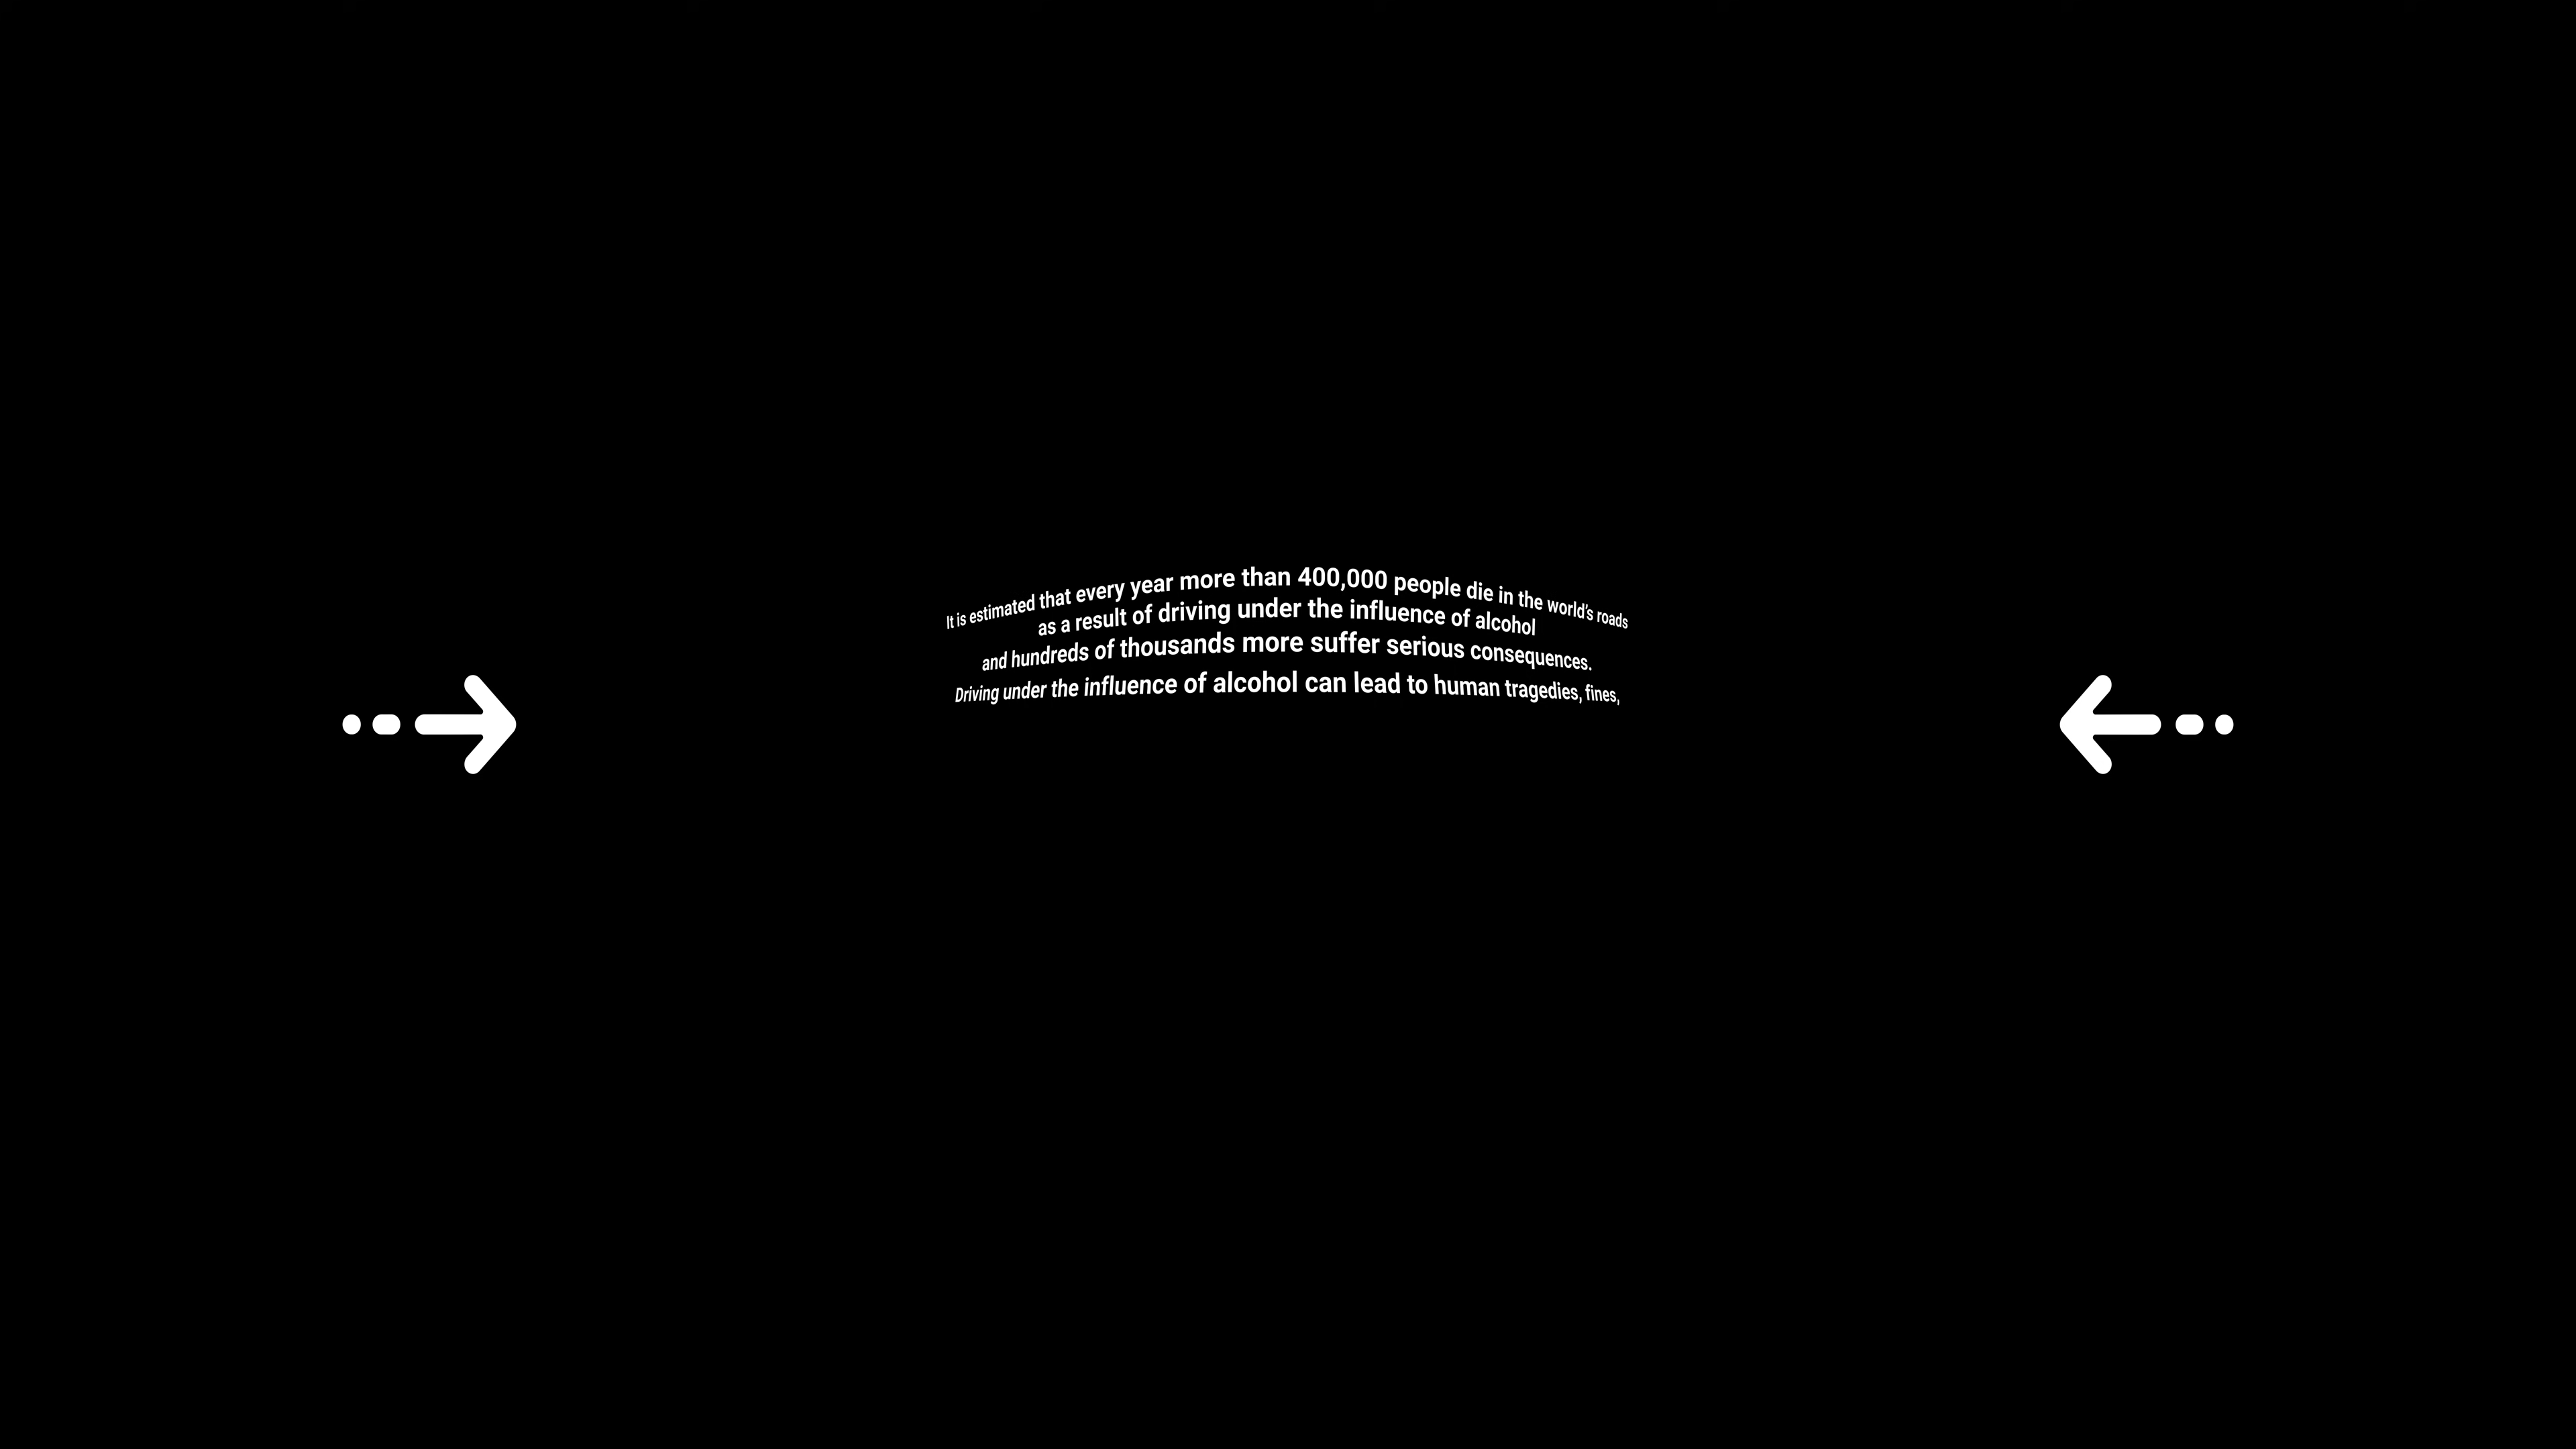 It is estimated that every year more than 400,000 people die in the world’s roads
as a result of driving under the influence of alcohol
and hundreds of thousands more suffer serious consequences.
Driving under the influence of alcohol can lead to human tragedies, fines,